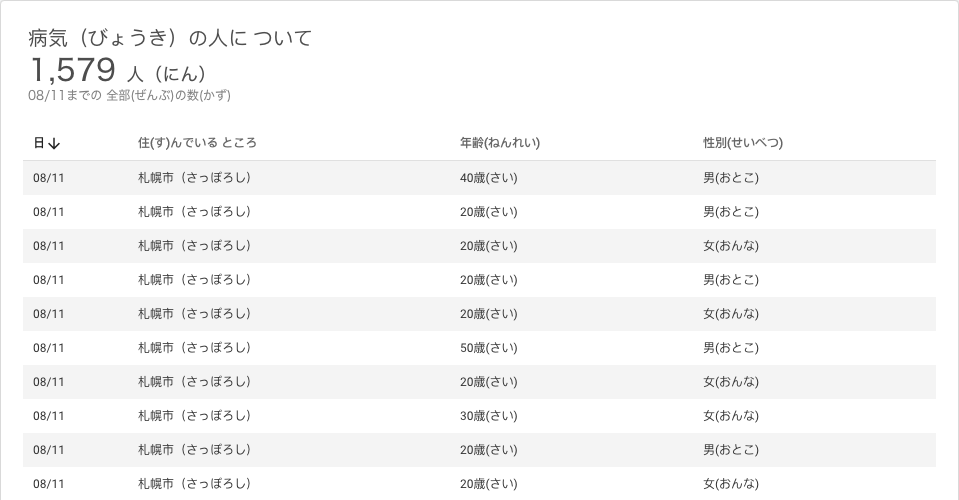 病気（びょうき）の人に ついて
1,579 人（にん）
08/11までの 全部(ぜんぶ)の数(かず)
日↓ 住(す)んでいる ところ 年齢(ねんれい) 性別(せいべつ)
08/11 札幌市（さっぽろし） 40歳(さい) 男(おとこ)
08/11 札幌市（さっぽろし） 20歳(さい) 男(おとこ)
08/11 札幌市（さっぽろし） 20歳(さい) 女(おんな)
08/11 札幌市（さっぽろし） 20歳(さい) 男(おとこ)
08/11 札幌市（さっぽろし） 20歳(さい) 女(おんな)
08/11 札幌市（さっぽろし） 50歳(さい) 男(おとこ)
08/11 札幌市（さっぽろし） 20歳(さい) 女(おんな)
08/11 札幌市（さっぽろし） 30歳(さい) 女(おんな)
08/11 札幌市（さっぽろし） 20歳(さい) 男(おとこ)
08/11 札幌市（さっぽろし） 20歳(さい) 女(おんな)